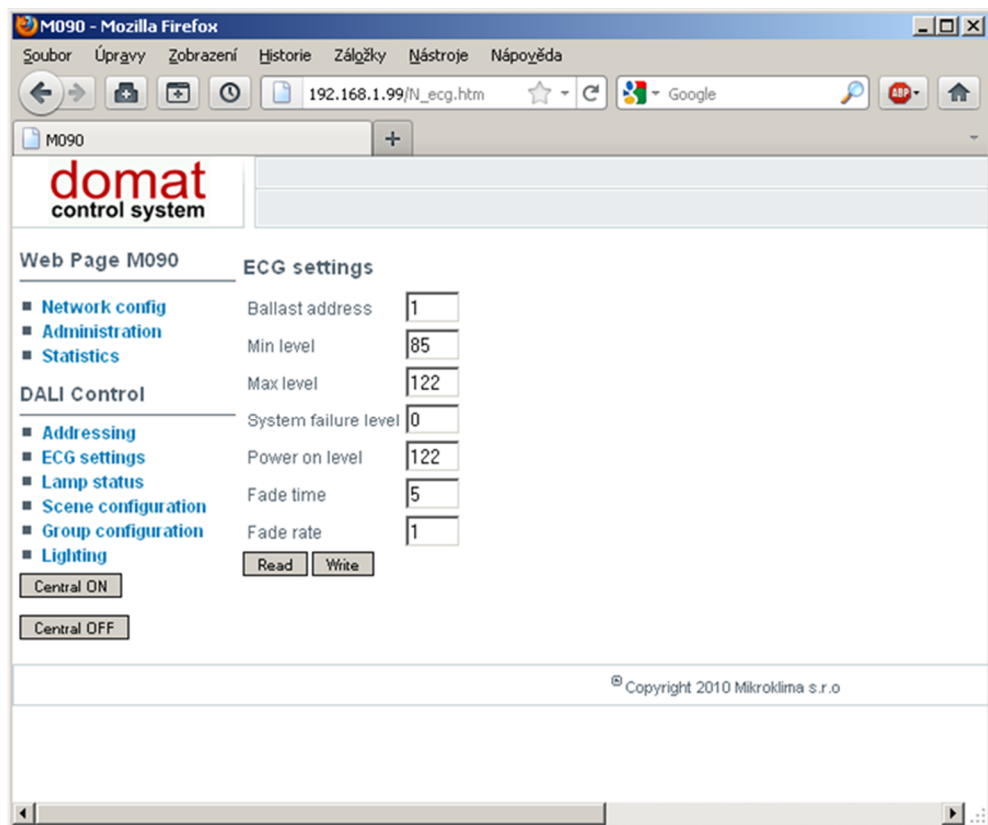 M090 - Mozilla Firefox
Soubor Úpravy Zobrazení Historie Záložky Nástroje Nápověda
192.168.1.99/N_ecg.htm Google ABP
M090
domat
control system
Web Page M090
Network config
Administration
Statistics
DALI Control
Addressing
ECG settings
Lamp status
Scene configuration
Group configuration
Lighting
Central ON
Central OFF
ECG settings
Ballast address 1
Min level 85
Max level 122
System failure level 0
Power on level 122
Fade time 5
Fade rate 1
Read Write
Copyright 2010 Mikroklima s.r.o